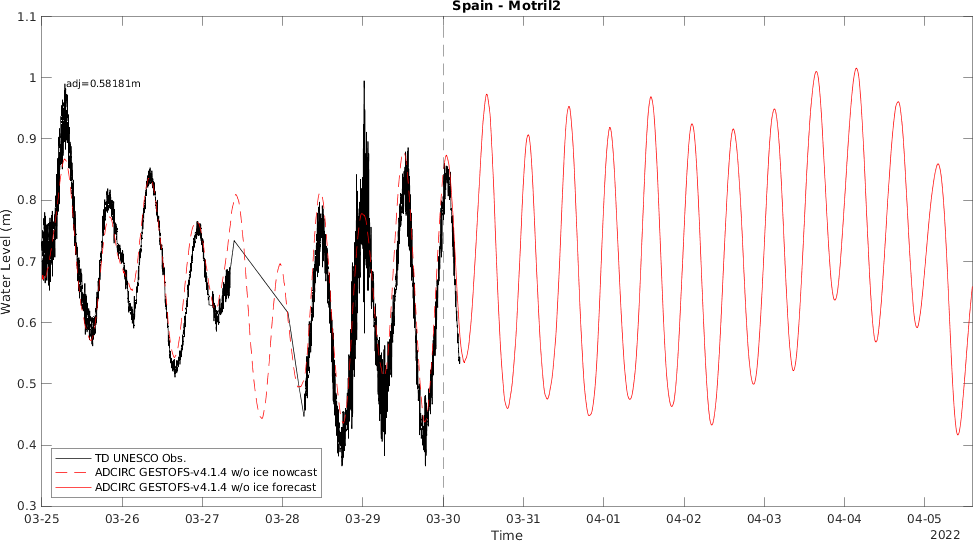 Spain - Motril2
1.1
1
0.9
0.8
0.7
0.6
0.5
0.4
0.3
Water Level (m)
adj=0.58181m
TD UNESCO Obs.
ADCIRC GESTOFS-v4.1.4 w/o ice nowcast
ADCIRC GESTOFS-v4.1.4 w/o ice forecast
03-25 03-26 03-27 03-28 03-29 03-30 03-31 04-01 04-02 04-03 04-04 04-05
Time
2022